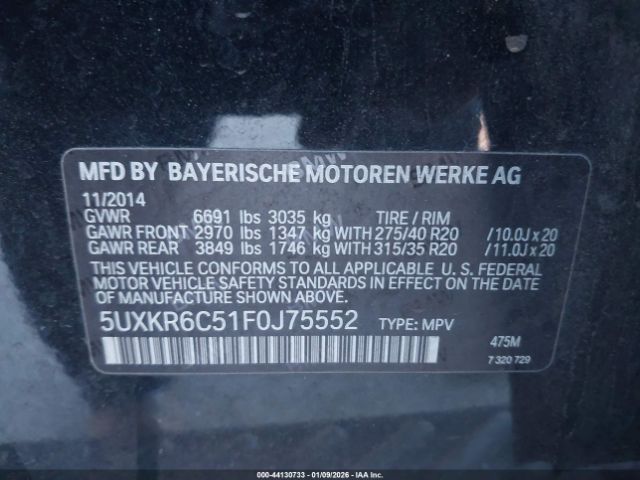 MFD BY BAYERISCHE MOTOREN WERKE AG
11/2014
GVWR 6691 lbs 3035 kg TIRE / RIM
GAWR FRONT 2970 lbs 1347 kg WITH 275/40 R20 /10.0J x 20
GAWR REAR 3849 lbs 1746 kg WITH 315/35 R20 /11.0J x 20
THIS VEHICLE CONFORMS TO ALL APPLICABLE U. S. FEDERAL
MOTOR VEHICLE SAFETY STANDARDS IN EFFECT ON THE
DATE OF MANUFACTURE SHOWN ABOVE.
5UXKR6C51F0J75552 TYPE: MPV 475M
7 320 729
000-44130733 - 01/09/2026 - IAA Inc.